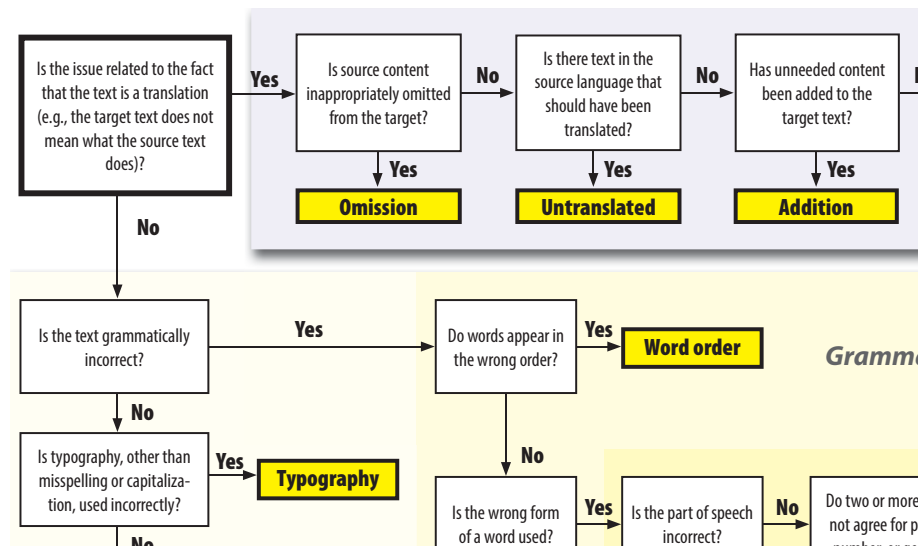 Is the issue related to the fact
that the text is a translation
(e.g., the target text does not
mean what the source text
does)?
Yes
Is source content
inappropriately omitted
from the target?
No
Is there text in the
source language that
should have been
translated?
No
Has unneeded content
been added to the
target text?
Yes
Omission
Yes
Untranslated
Yes
Addition
No
Is the text grammatically
incorrect?
Yes
Do words appear in
the wrong order?
Yes
Word order
No
Is typography, other than
misspelling or capitaliza-
tion, used incorrectly?
Yes
Typography
No
No
Is the wrong form
of a word used?
Yes
Is the part of speech
incorrect?
No
Do two or more
not agree for